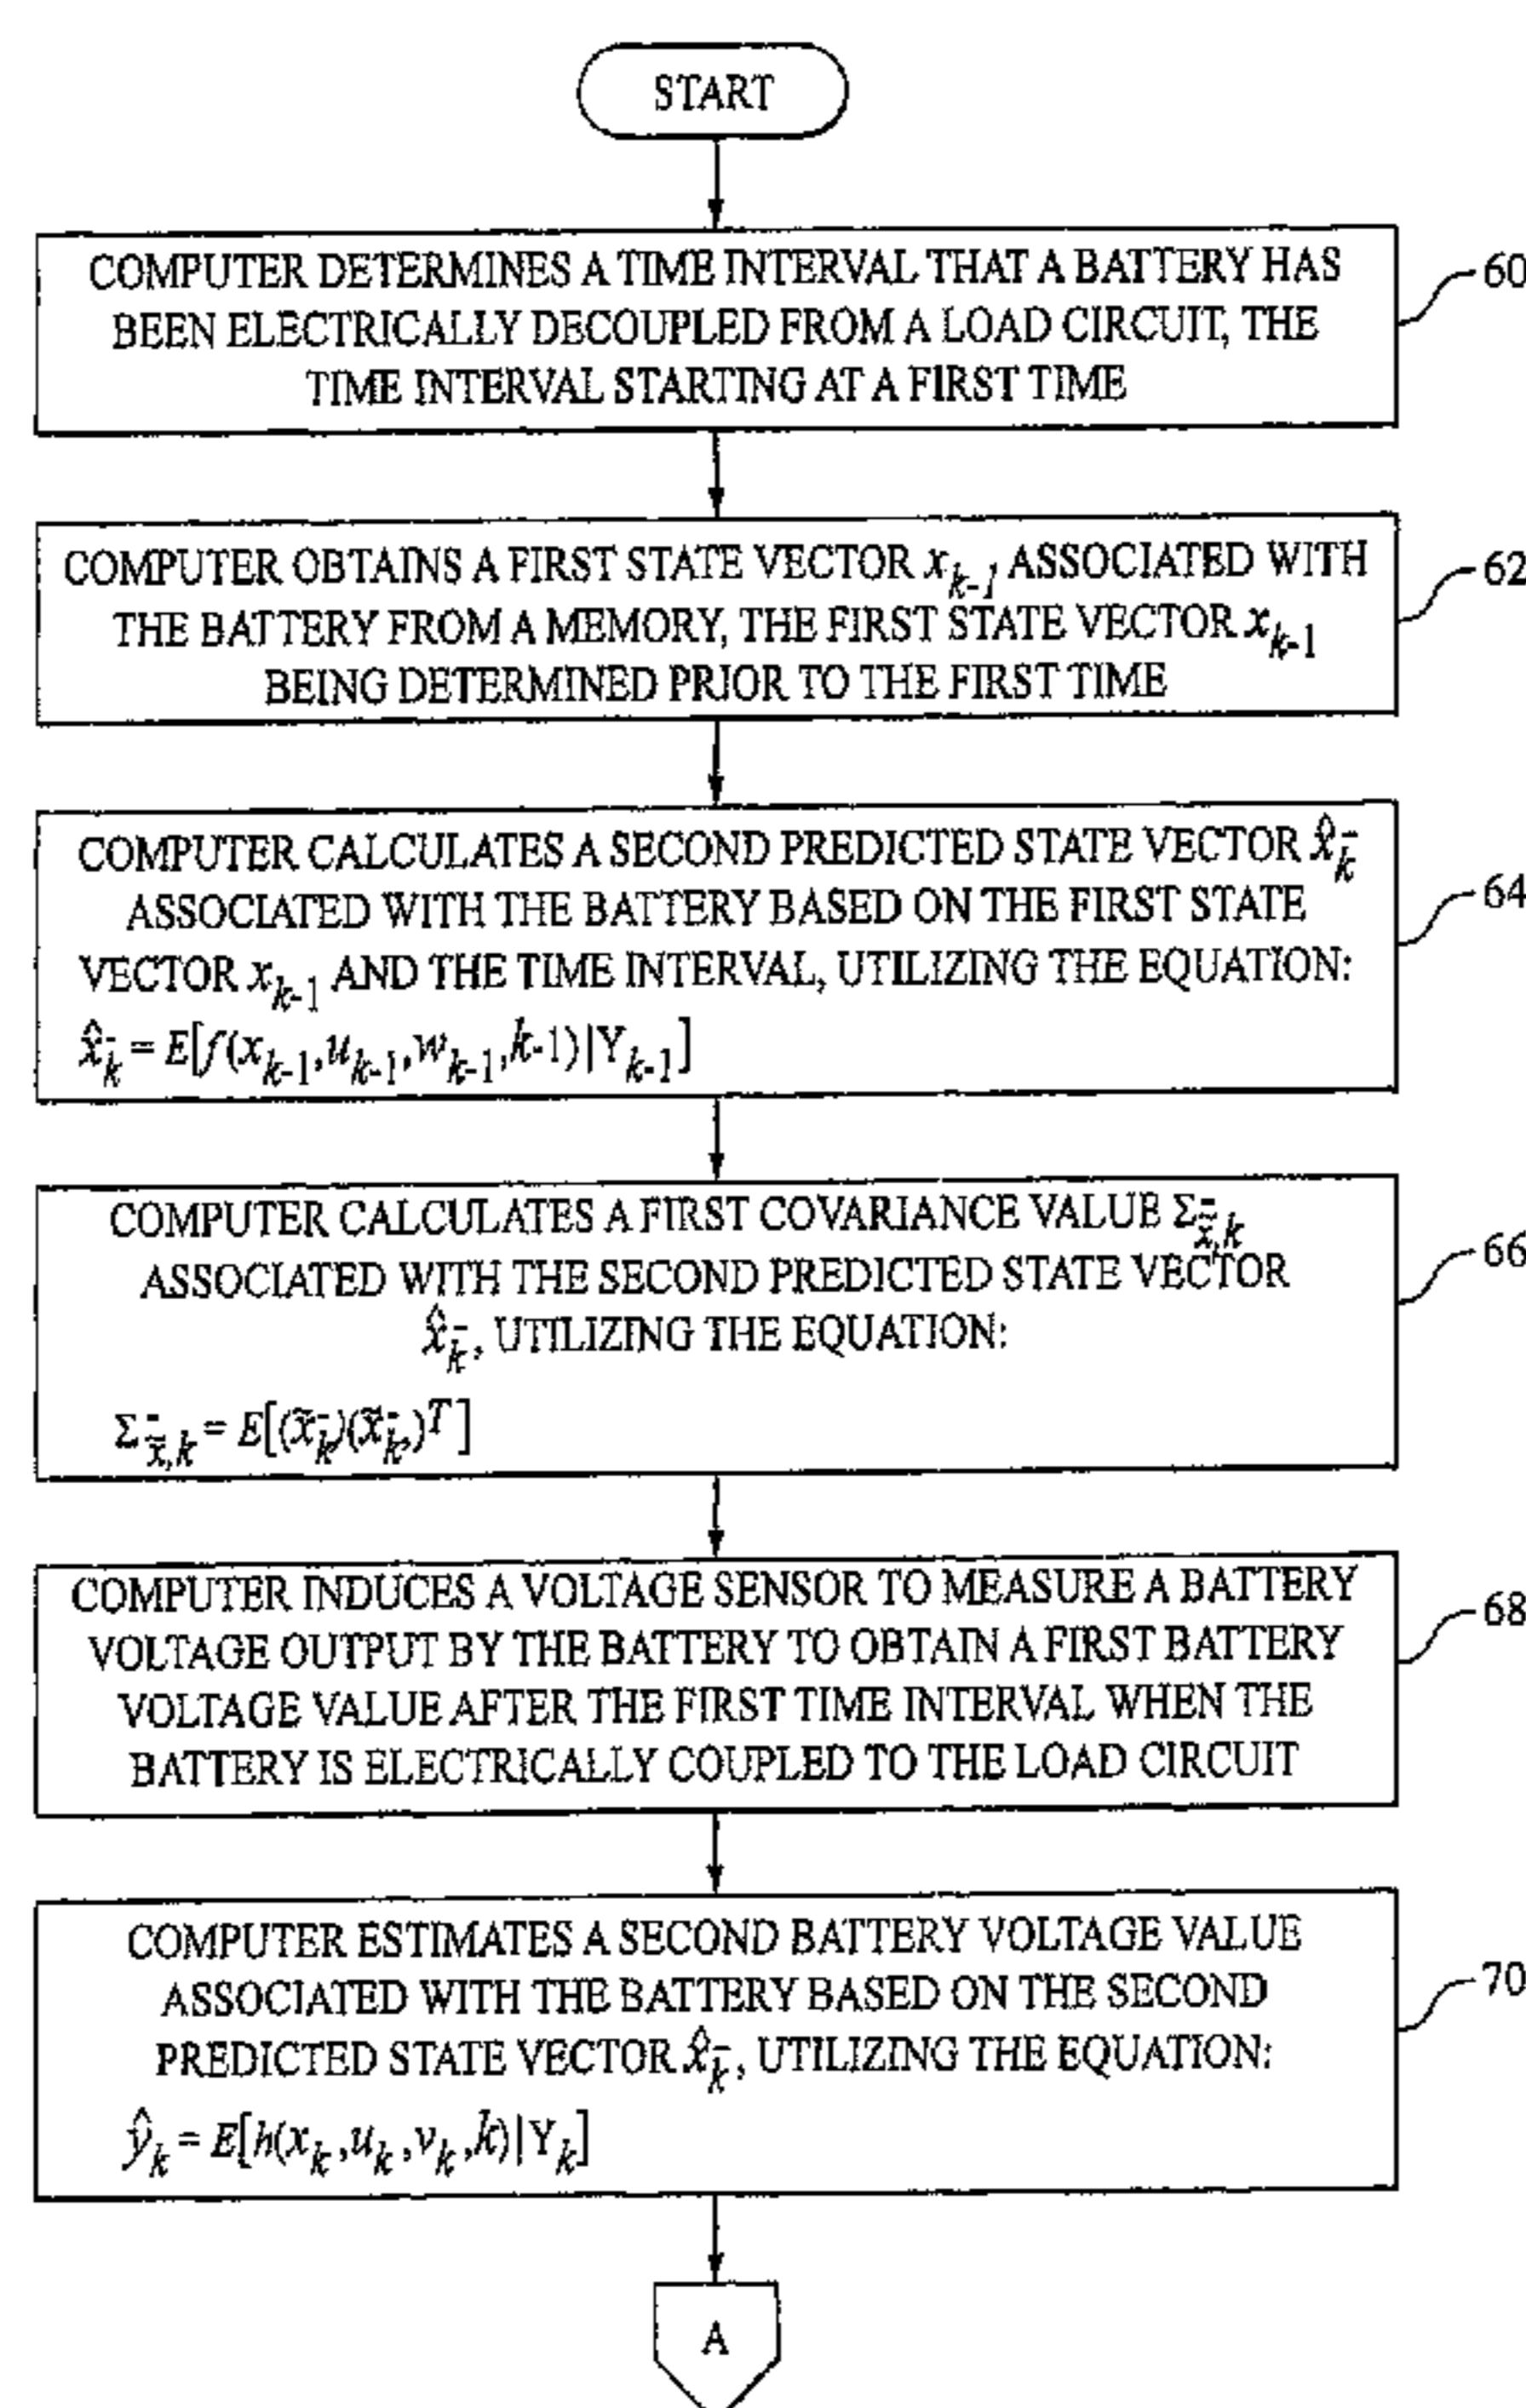 START
COMPUTER DETERMINES A TIME INTERVAL THAT A BATTERY HAS
BEEN ELECTRICALLY DECOUPLED FROM A LOAD CIRCUIT, THE
TIME INTERVAL STARTING AT A FIRST TIME
60
COMPUTER OBTAINS A FIRST STATE VECTOR x_{k-1} ASSOCIATED WITH
THE BATTERY FROM A MEMORY, THE FIRST STATE VECTOR x_{k-1}
BEING DETERMINED PRIOR TO THE FIRST TIME
62
COMPUTER CALCULATES A SECOND PREDICTED STATE VECTOR x̂_k^-
ASSOCIATED WITH THE BATTERY BASED ON THE FIRST STATE
VECTOR x_{k-1} AND THE TIME INTERVAL, UTILIZING THE EQUATION:
x̂_k^- = E[f(x_{k-1},u_{k-1},w_{k-1},k-1)|Y_{k-1}]
64
COMPUTER CALCULATES A FIRST COVARIANCE VALUE Σ_{x̃,k}^-
ASSOCIATED WITH THE SECOND PREDICTED STATE VECTOR
x̂_k^-, UTILIZING THE EQUATION:
Σ_{x̃,k}^- = E[(x̃_k^-)(x̃_k^-)^T]
66
COMPUTER INDUCES A VOLTAGE SENSOR TO MEASURE A BATTERY
VOLTAGE OUTPUT BY THE BATTERY TO OBTAIN A FIRST BATTERY
VOLTAGE VALUE AFTER THE FIRST TIME INTERVAL WHEN THE
BATTERY IS ELECTRICALLY COUPLED TO THE LOAD CIRCUIT
68
COMPUTER ESTIMATES A SECOND BATTERY VOLTAGE VALUE
ASSOCIATED WITH THE BATTERY BASED ON THE SECOND
PREDICTED STATE VECTOR x̂_k^-, UTILIZING THE EQUATION:
ŷ_k = E[h(x_k,u_k,v_k,k)|Y_k]
70
A